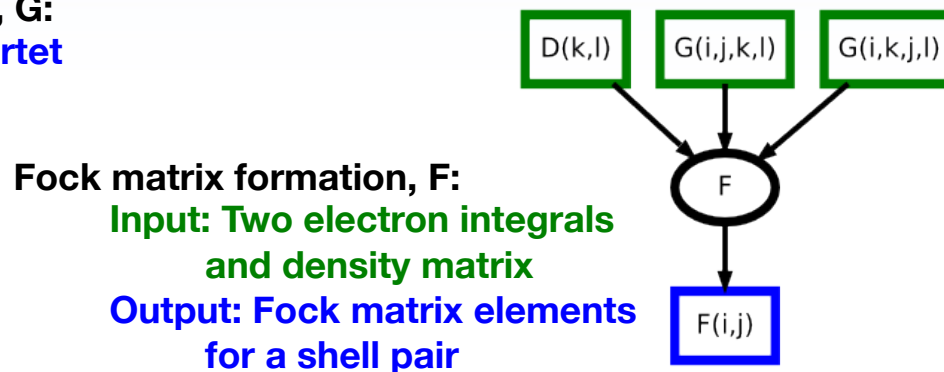 , G:
rtet
D(k,l)
G(i,j,k,l)
G(i,k,j,l)
F
F(i,j)
Fock matrix formation, F:
Input: Two electron integrals
and density matrix
Output: Fock matrix elements
for a shell pair